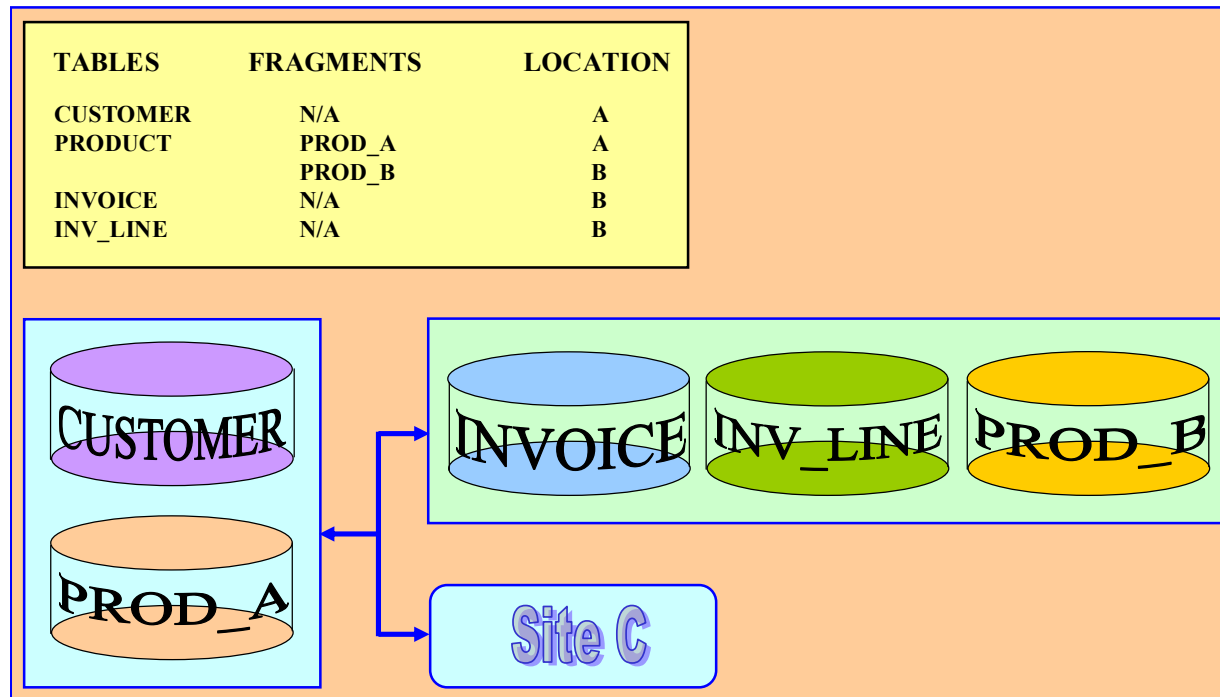 TABLES FRAGMENTS LOCATION
CUSTOMER N/A A
PRODUCT PROD_A A
PROD_B B
INVOICE N/A B
INV_LINE N/A B
CUSTOMER
INVOICE INV_LINE PROD_B
PROD_A
Site C